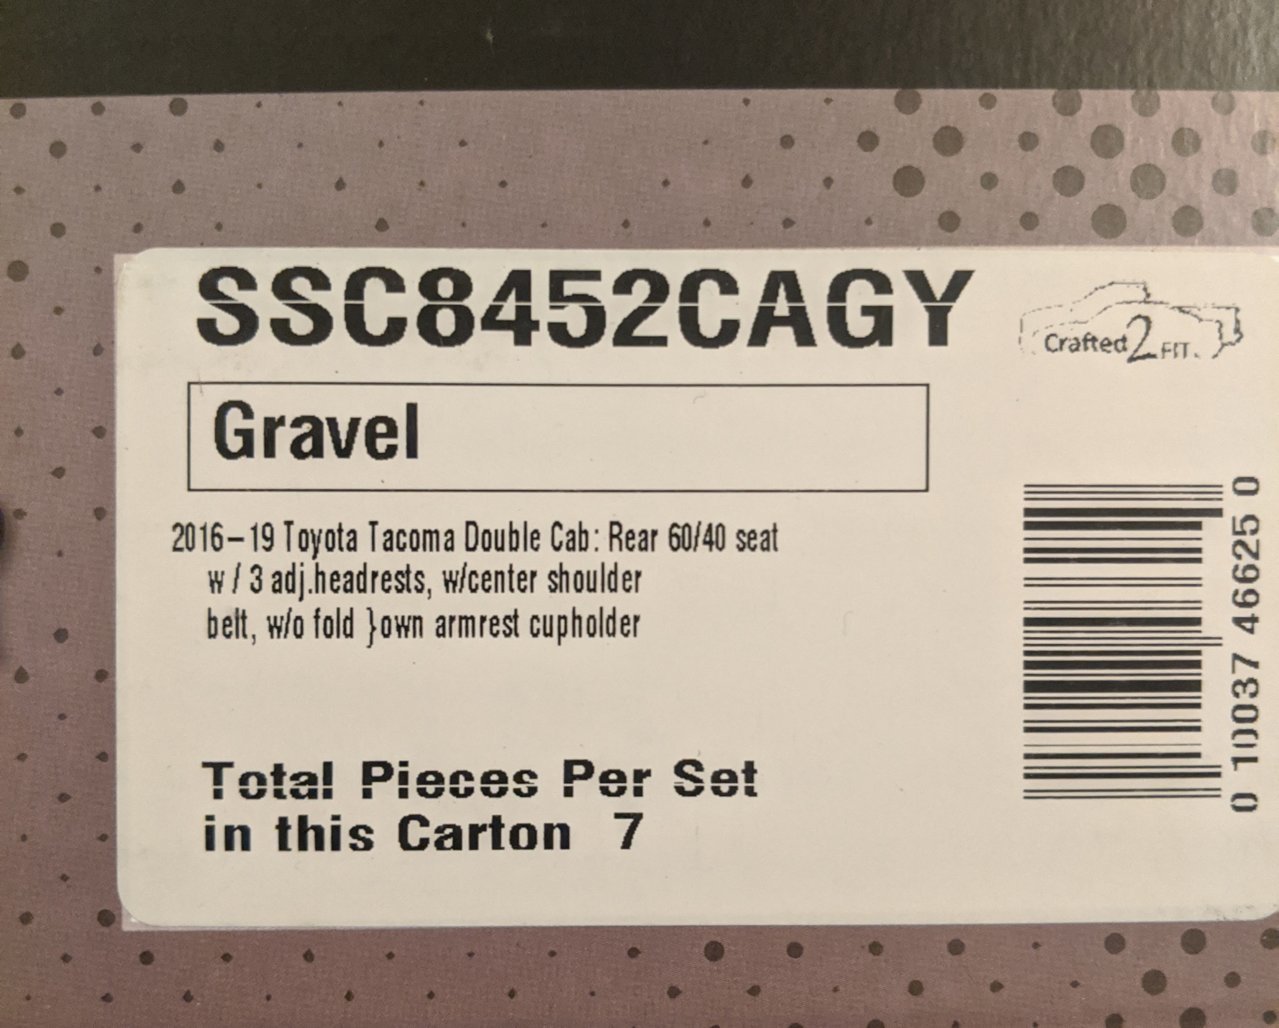 SSC8452CAGY
Crafted 2 FIT.
Gravel
2016-19 Toyota Tacoma Double Cab: Rear 60/40 seat
w / 3 adj.headrests, w/center shoulder
belt, w/o fold }own armrest cupholder
Total Pieces Per Set
in this Carton 7
0 10037 46625 0